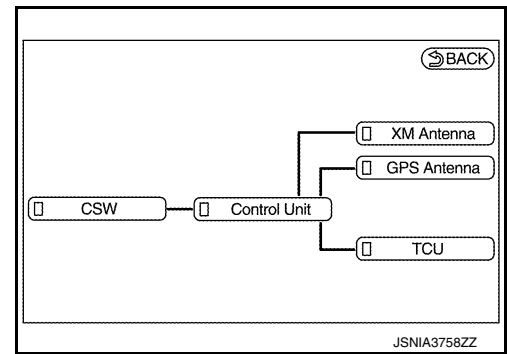 BACK
XM Antenna
GPS Antenna
CSW
Control Unit
TCU
JSNIA3758ZZ